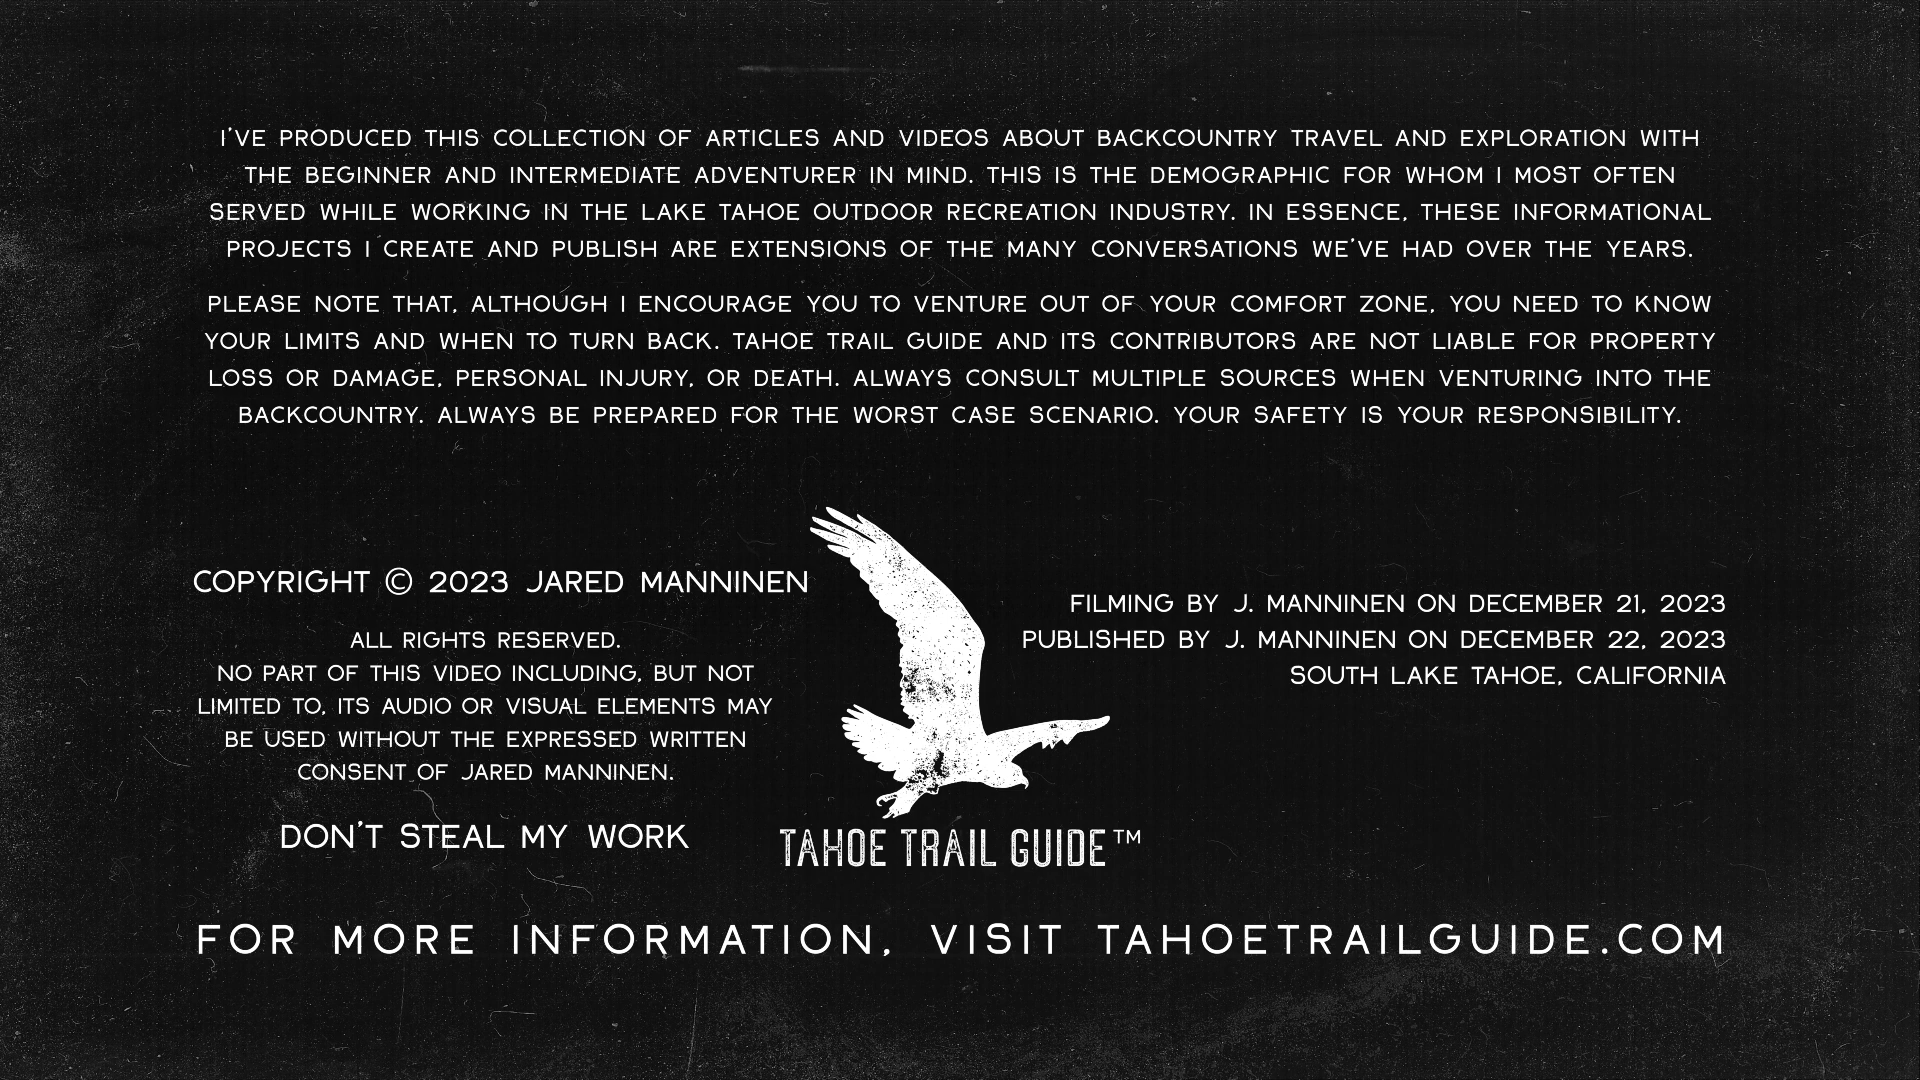 I'VE PRODUCED THIS COLLECTION OF ARTICLES AND VIDEOS ABOUT BACKCOUNTRY TRAVEL AND EXPLORATION WITH
THE BEGINNER AND INTERMEDIATE ADVENTURER IN MIND. THIS IS THE DEMOGRAPHIC FOR WHOM I MOST OFTEN
SERVED WHILE WORKING IN THE LAKE TAHOE OUTDOOR RECREATION INDUSTRY. IN ESSENCE, THESE INFORMATIONAL
PROJECTS I CREATE AND PUBLISH ARE EXTENSIONS OF THE MANY CONVERSATIONS WE'VE HAD OVER THE YEARS.
PLEASE NOTE THAT, ALTHOUGH I ENCOURAGE YOU TO VENTURE OUT OF YOUR COMFORT ZONE, YOU NEED TO KNOW
YOUR LIMITS AND WHEN TO TURN BACK. TAHOE TRAIL GUIDE AND ITS CONTRIBUTORS ARE NOT LIABLE FOR PROPERTY
LOSS OR DAMAGE, PERSONAL INJURY, OR DEATH. ALWAYS CONSULT MULTIPLE SOURCES WHEN VENTURING INTO THE
BACKCOUNTRY. ALWAYS BE PREPARED FOR THE WORST CASE SCENARIO. YOUR SAFETY IS YOUR RESPONSIBILITY.
COPYRIGHT © 2023 JARED MANNINEN
ALL RIGHTS RESERVED.
NO PART OF THIS VIDEO INCLUDING, BUT NOT
LIMITED TO, ITS AUDIO OR VISUAL ELEMENTS MAY
BE USED WITHOUT THE EXPRESSED WRITTEN
CONSENT OF JARED MANNINEN.
DON'T STEAL MY WORK
TAHOE TRAIL GUIDE™
FILMING BY J. MANNINEN ON DECEMBER 21, 2023
PUBLISHED BY J. MANNINEN ON DECEMBER 22, 2023
SOUTH LAKE TAHOE, CALIFORNIA
FOR MORE INFORMATION, VISIT TAHOETRAILGUIDE.COM